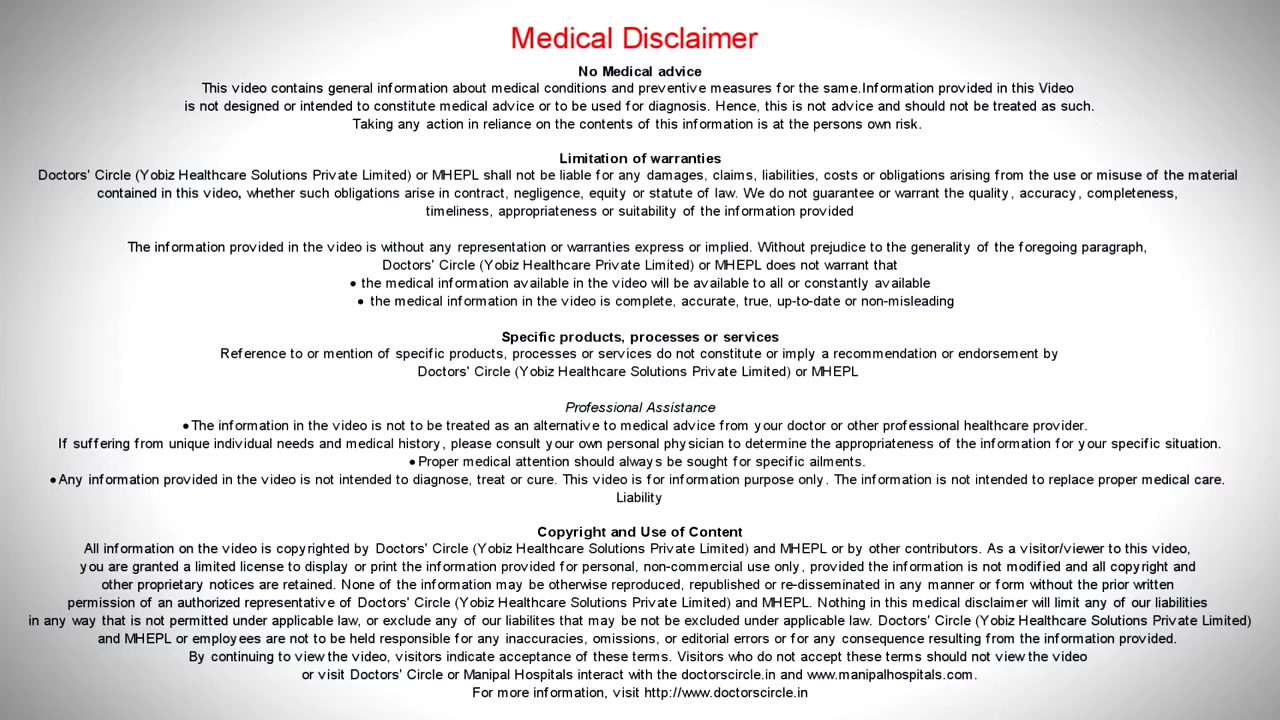 Medical Disclaimer
No Medical advice
This video contains general information about medical conditions and preventive measures for the same.Information provided in this Video
is not designed or intended to constitute medical advice or to be used for diagnosis. Hence, this is not advice and should not be treated as such.
Taking any action in reliance on the contents of this information is at the persons own risk.
Limitation of warranties
Doctors' Circle (Yobiz Healthcare Solutions Private Limited) or MHEPL shall not be liable for any damages, claims, liabilities, costs or obligations arising from the use or misuse of the material
contained in this video, whether such obligations arise in contract, negligence, equity or statute of law. We do not guarantee or warrant the quality, accuracy, completeness,
timeliness, appropriateness or suitability of the information provided
The information provided in the video is without any representation or warranties express or implied. Without prejudice to the generality of the foregoing paragraph,
Doctors' Circle (Yobiz Healthcare Private Limited) or MHEPL does not warrant that
• the medical information available in the video will be available to all or constantly available
• the medical information in the video is complete, accurate, true, up-to-date or non-misleading
Specific products, processes or services
Reference to or mention of specific products, processes or services do not constitute or imply a recommendation or endorsement by
Doctors' Circle (Yobiz Healthcare Solutions Private Limited) or MHEPL
Professional Assistance
•The information in the video is not to be treated as an alternative to medical advice from your doctor or other professional healthcare provider.
If suffering from unique individual needs and medical history, please consult your own personal physician to determine the appropriateness of the information for your specific situation.
•Proper medical attention should always be sought for specific ailments.
•Any information provided in the video is not intended to diagnose, treat or cure. This video is for information purpose only. The information is not intended to replace proper medical care.
Liability
Copyright and Use of Content
All information on the video is copyrighted by Doctors' Circle (Yobiz Healthcare Solutions Private Limited) and MHEPL or by other contributors. As a visitor/viewer to this video,
you are granted a limited license to display or print the information provided for personal, non-commercial use only, provided the information is not modified and all copyright and
other proprietary notices are retained. None of the information may be otherwise reproduced, republished or re-disseminated in any manner or form without the prior written
permission of an authorized representative of Doctors' Circle (Yobiz Healthcare Solutions Private Limited) and MHEPL. Nothing in this medical disclaimer will limit any of our liabilities
in any way that is not permitted under applicable law, or exclude any of our liabilites that may be not be excluded under applicable law. Doctors' Circle (Yobiz Healthcare Solutions Private Limited)
and MHEPL or employees are not to be held responsible for any inaccuracies, omissions, or editorial errors or for any consequence resulting from the information provided.
By continuing to view the video, visitors indicate acceptance of these terms. Visitors who do not accept these terms should not view the video
or visit Doctors' Circle or Manipal Hospitals interact with the doctorscircle.in and www.manipalhospitals.com.
For more information, visit http://www.doctorscircle.in